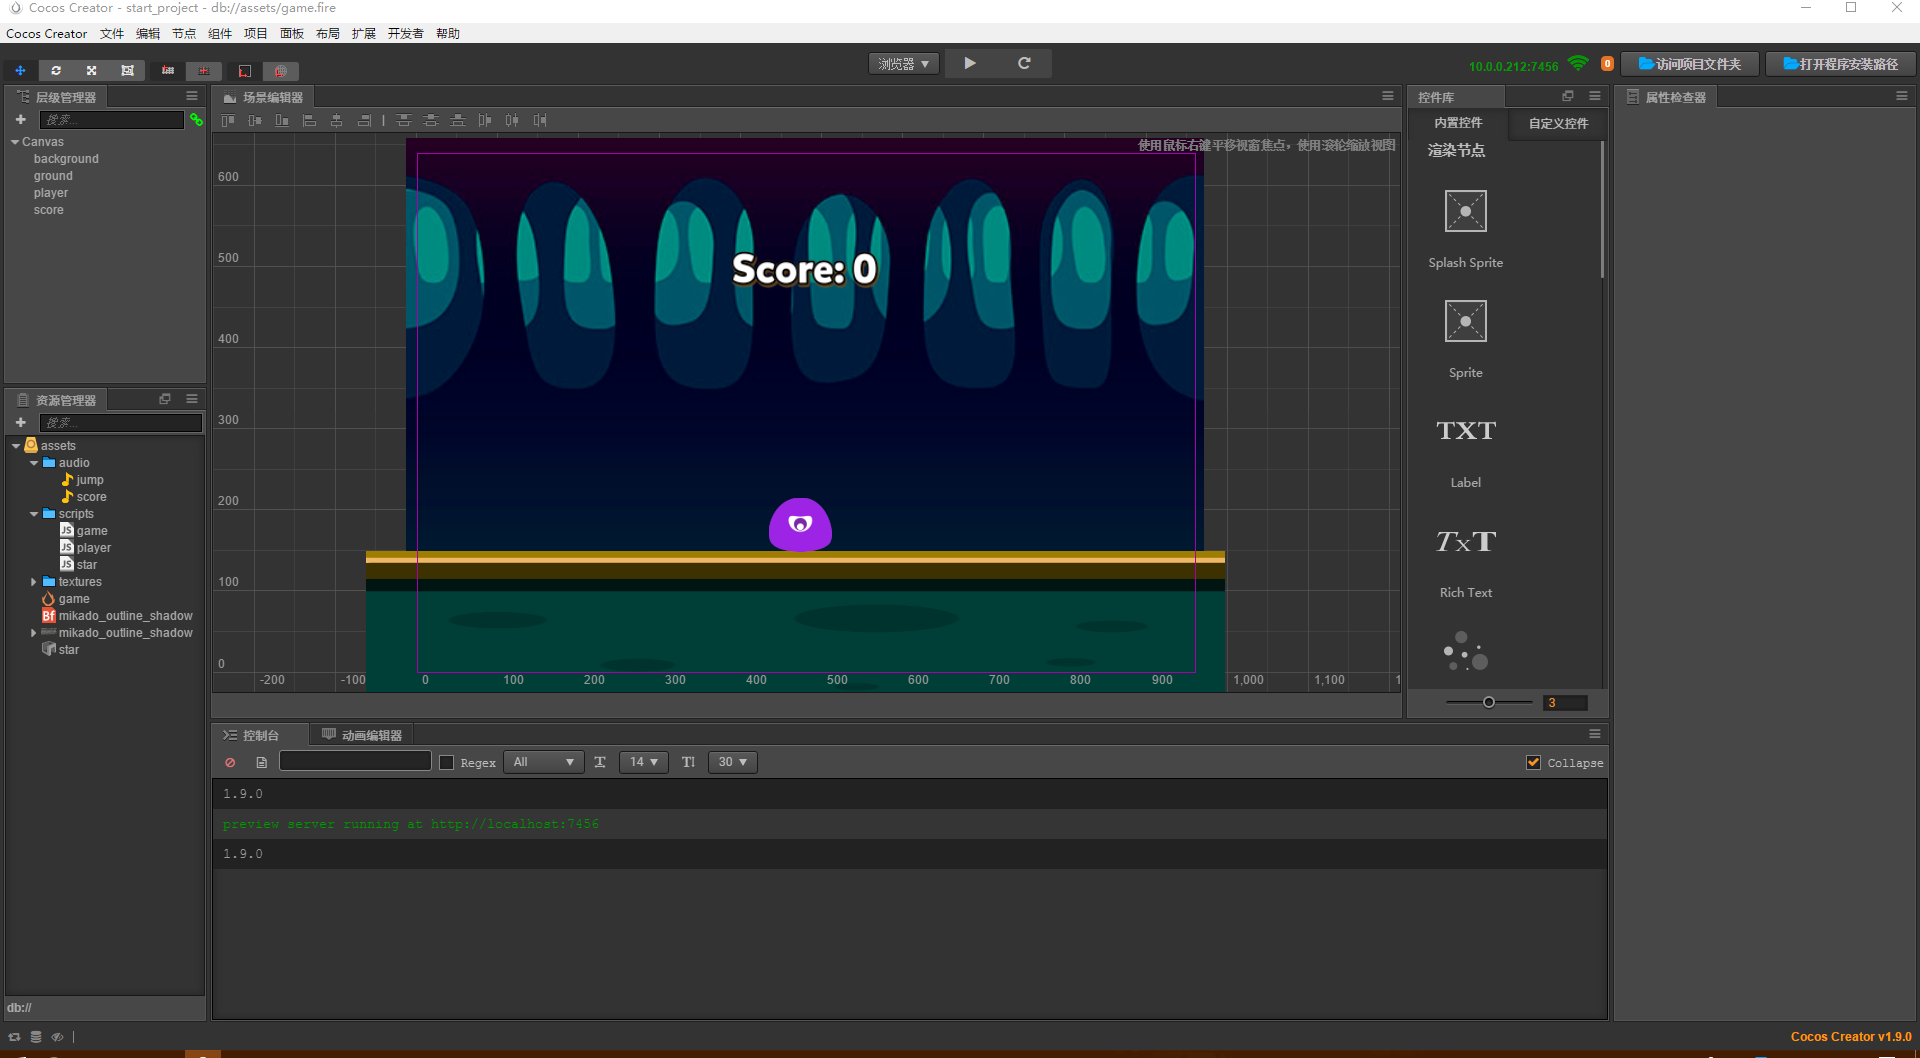 Cocos Creator - start_project - db://assets/game.fire
Cocos Creator 文件 编辑 节点 组件 项目 面板 布局 扩展 开发者 帮助
浏览器 10.0.0.212:7456 0 访问项目文件夹 打开程序安装路径
层级管理器
搜索...
Canvas
background
ground
player
score
资源管理器
搜索...
assets
audio
jump
score
scripts
JS game
JS player
JS star
textures
game
Bf mikado_outline_shadow
mikado_outline_shadow
star
db://
场景编辑器
使用鼠标右键平移视窗焦点，使用滚轮缩放视图
600
500
400
300
200
100
0
-200 -100 0 100 200 300 400 500 600 700 800 900 1,000 1,100 1
Score: 0
控件库
内置控件 自定义控件
渲染节点
Splash Sprite
Sprite
TXT
Label
TxT
Rich Text
3
属性检查器
控制台 动画编辑器
Regex All 14 30 Collapse
1.9.0
preview server running at http://localhost:7456
1.9.0
Cocos Creator v1.9.0